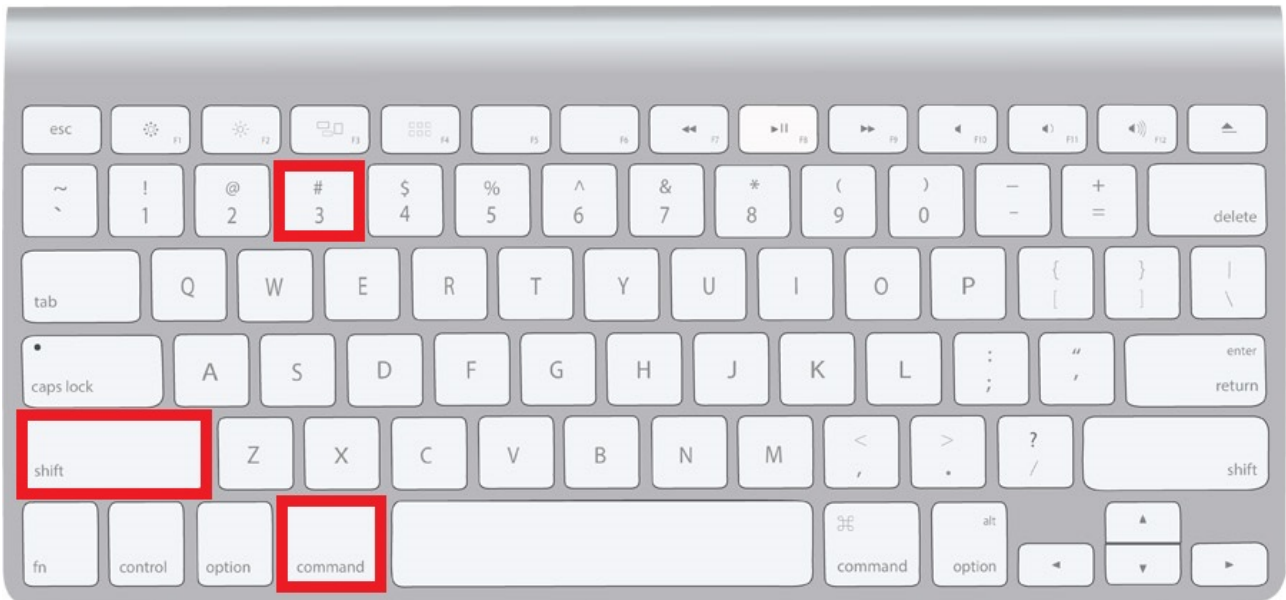 esc F1 F2 F3 F4 F5 F6 F7 F8 F9 F10 F11 F12
~ ! @ # $ % ^ & * ( ) — +
` 1 2 3 4 5 6 7 8 9 0 - = delete
tab Q W E R T Y U I O P { } |
[ ] \
caps lock A S D F G H J K L : ; “ ‘ enter return
shift Z X C V B N M < , > . ? / shift
fn control option command ⌘ command alt option